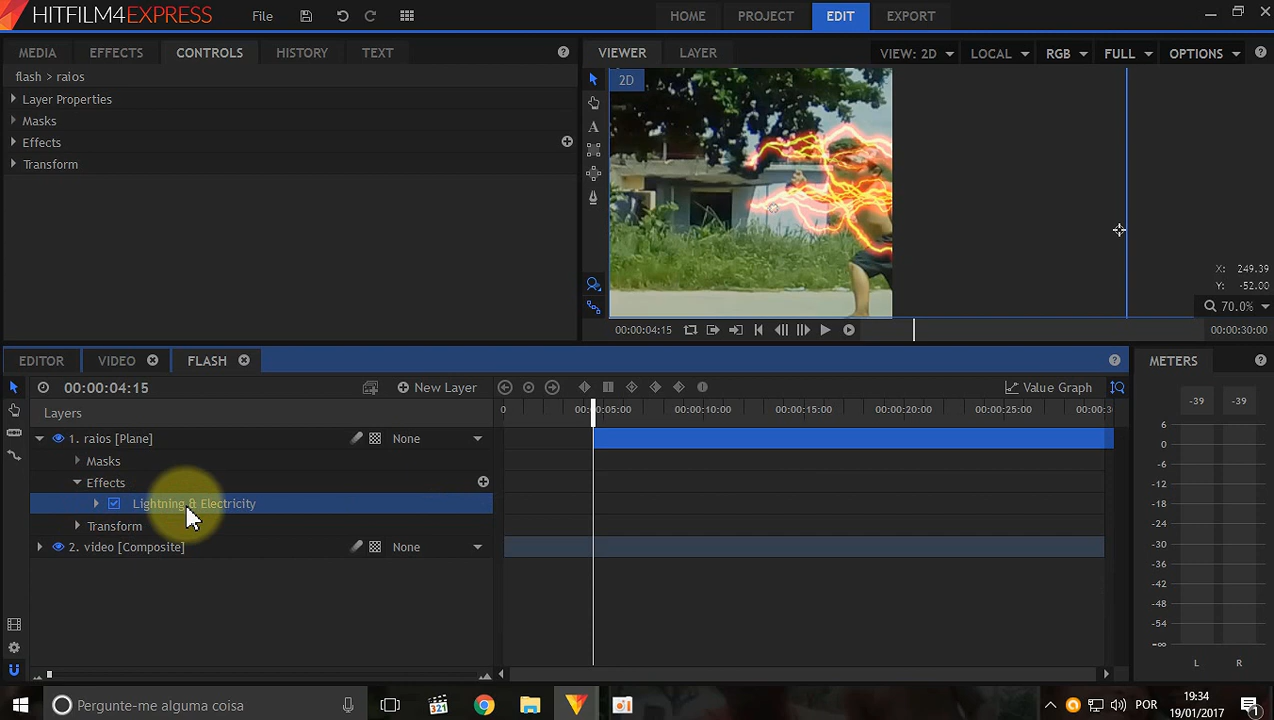 HITFILM4EXPRESS File HOME PROJECT EDIT EXPORT
MEDIA EFFECTS CONTROLS HISTORY TEXT
flash > raios
Layer Properties
Masks
Effects
Transform
VIEWER LAYER VIEW: 2D LOCAL RGB FULL OPTIONS
2D
X: 249.39
Y: -52.00
70.0%
00:00:04:15 00:00:30:00
EDITOR VIDEO FLASH
00:00:04:15 New Layer Value Graph
Layers 0 00:00:05:00 00:00:10:00 00:00:15:00 00:00:20:00 00:00:25:00
1. raios [Plane] None
Masks
Effects
Lightning & Electricity
Transform
2. video [Composite] None
METERS
-39 -39
6
0
-6
-12
-18
-24
-30
-36
-42
-48
-54
-∞
L R
Pergunte-me alguma coisa
321
POR
19:34
19/01/2017
1